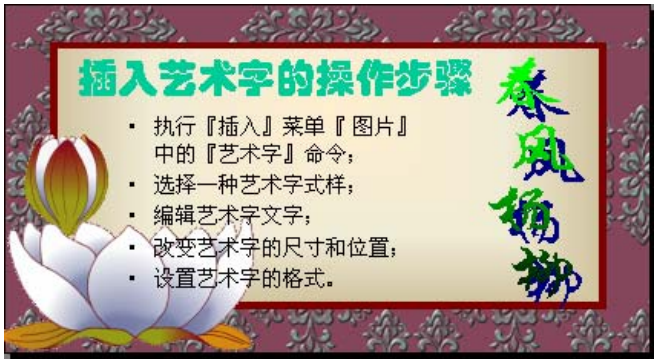 插入艺术字的操作步骤
▪ 执行『插入』菜单『图片』
中的『艺术字』命令；
▪ 选择一种艺术字式样；
▪ 编辑艺术字文字；
▪ 改变艺术字的尺寸和位置；
▪ 设置艺术字的格式。
春风杨柳